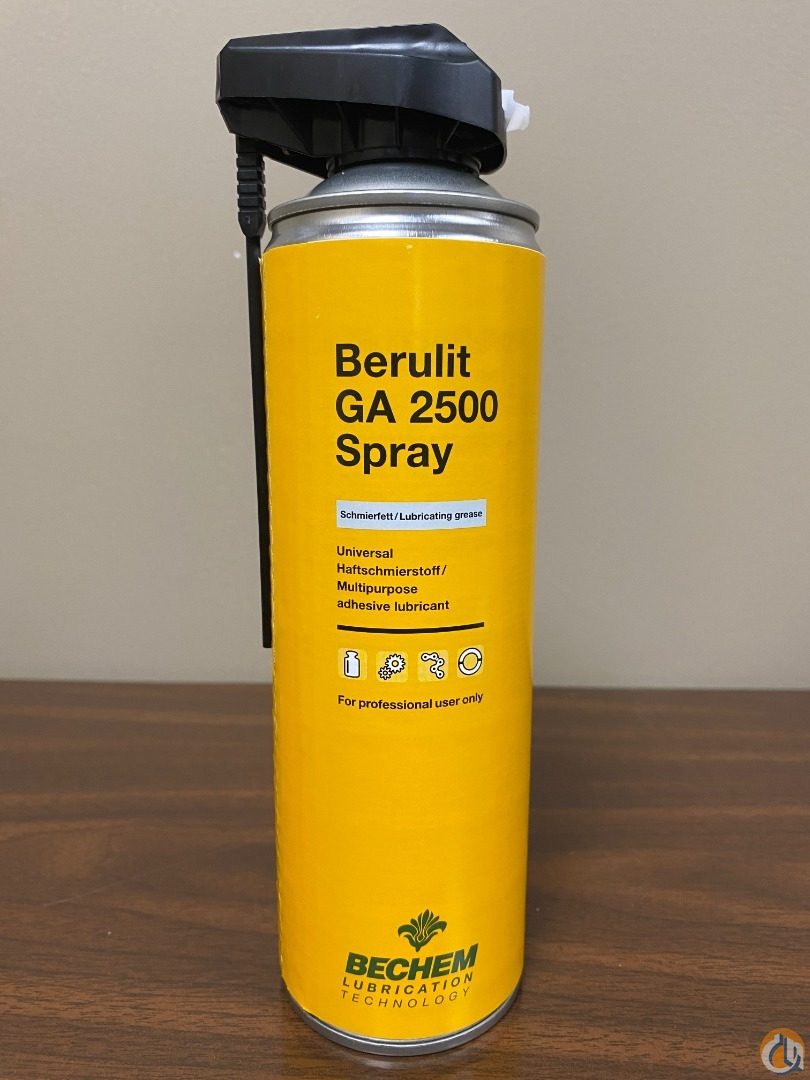 Berulit
GA 2500
Spray
Schmierfett/Lubricating grease
Universal
Haftschmierstoff/
Multipurpose
adhesive lubricant
For professional user only
BECHEM
LUBRICATION
TECHNOLOGY